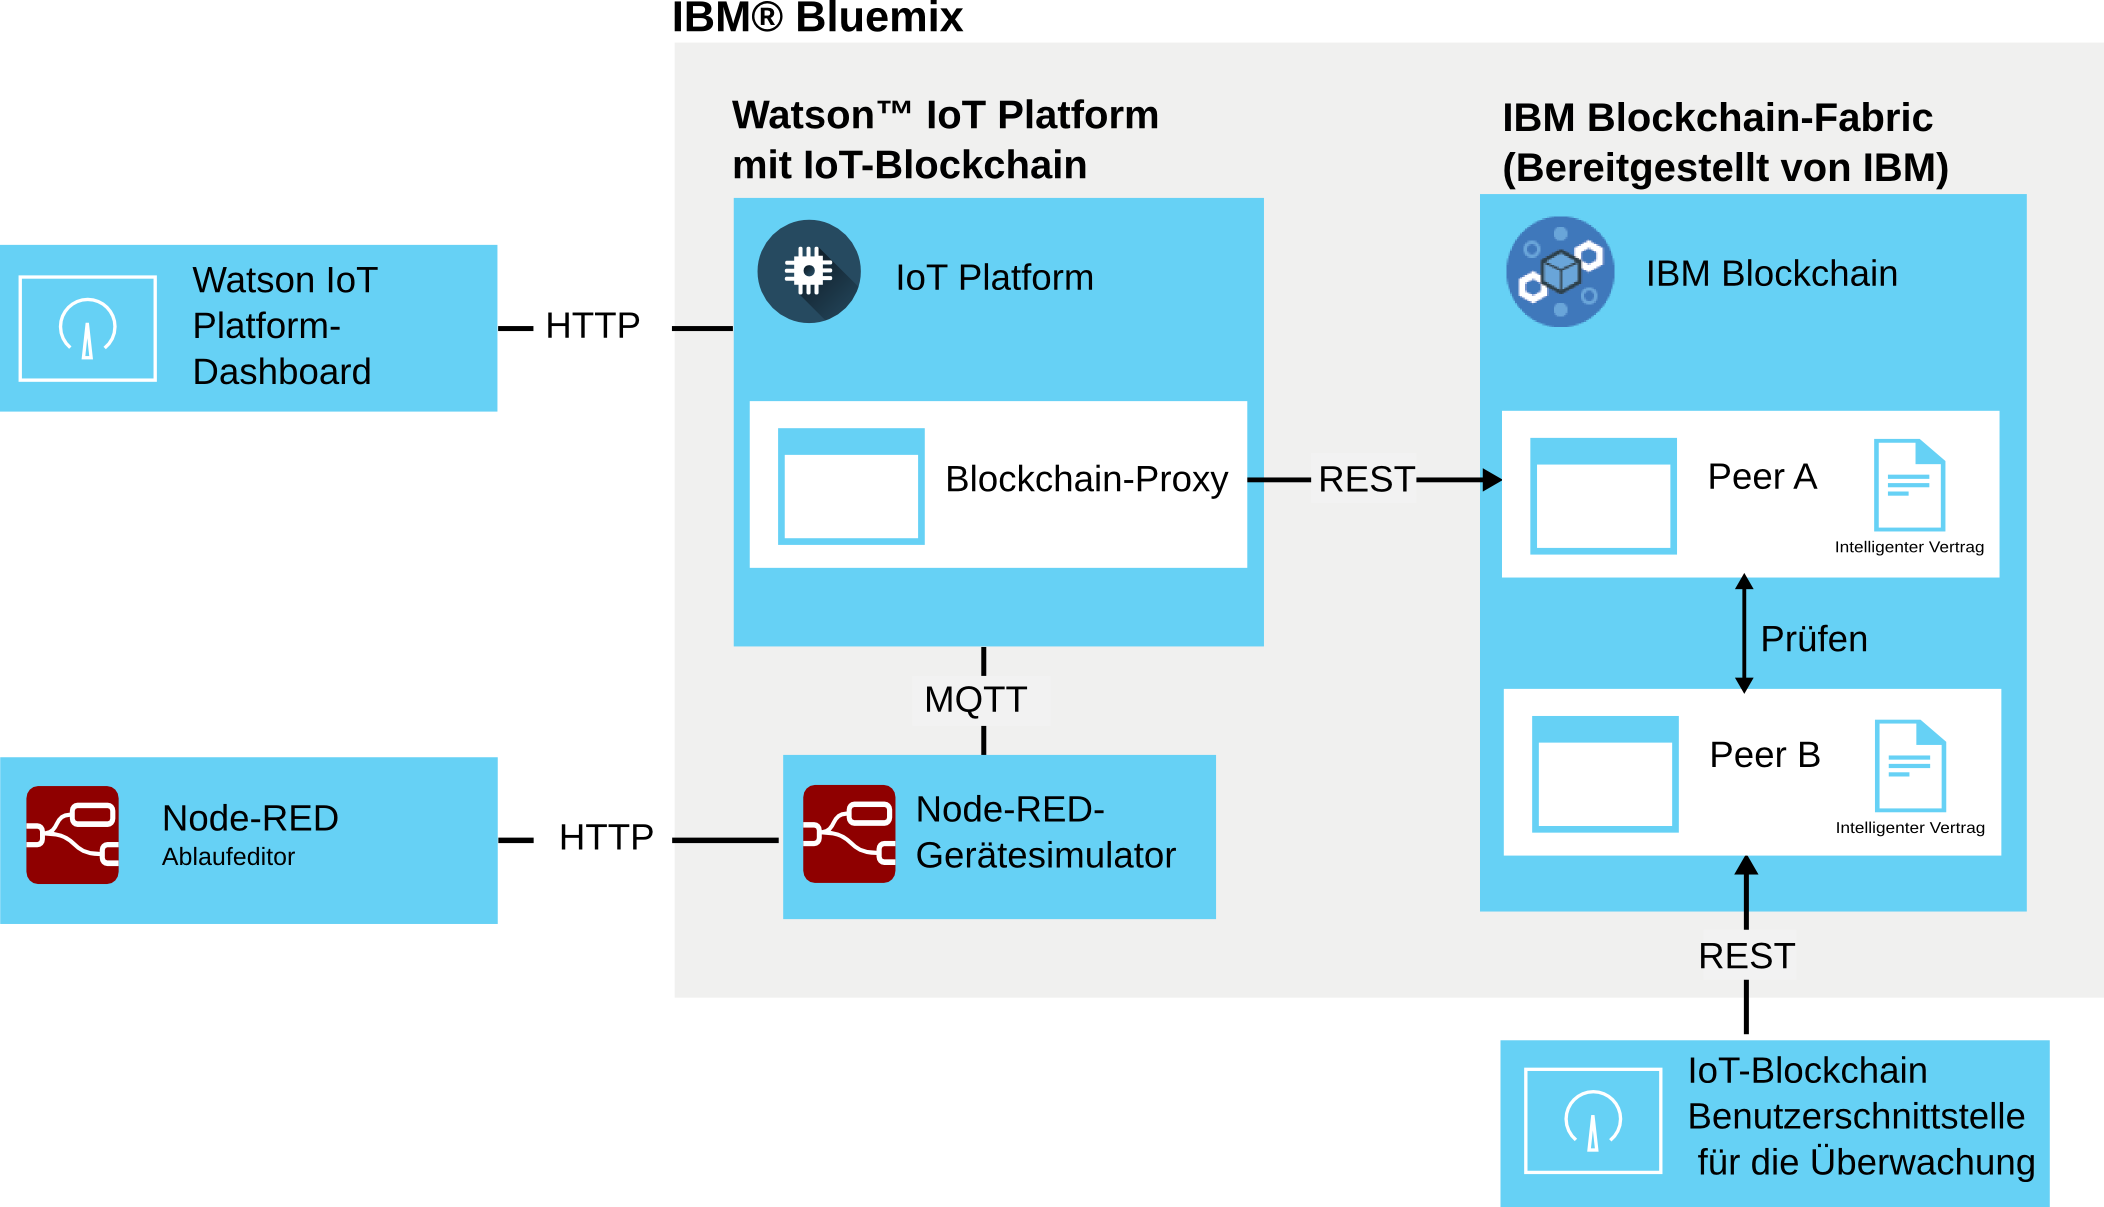 IBM® Bluemix
Watson™ IoT Platform
mit IoT-Blockchain
IBM Blockchain-Fabric
(Bereitgestellt von IBM)
Watson IoT
Platform-
Dashboard
HTTP
IoT Platform
IBM Blockchain
Blockchain-Proxy
REST
Peer A
Intelligenter Vertrag
Prüfen
MQTT
Peer B
Intelligenter Vertrag
Node-RED
Ablaufeditor
HTTP
Node-RED-
Gerätesimulator
REST
IoT-Blockchain
Benutzerschnittstelle
für die Überwachung